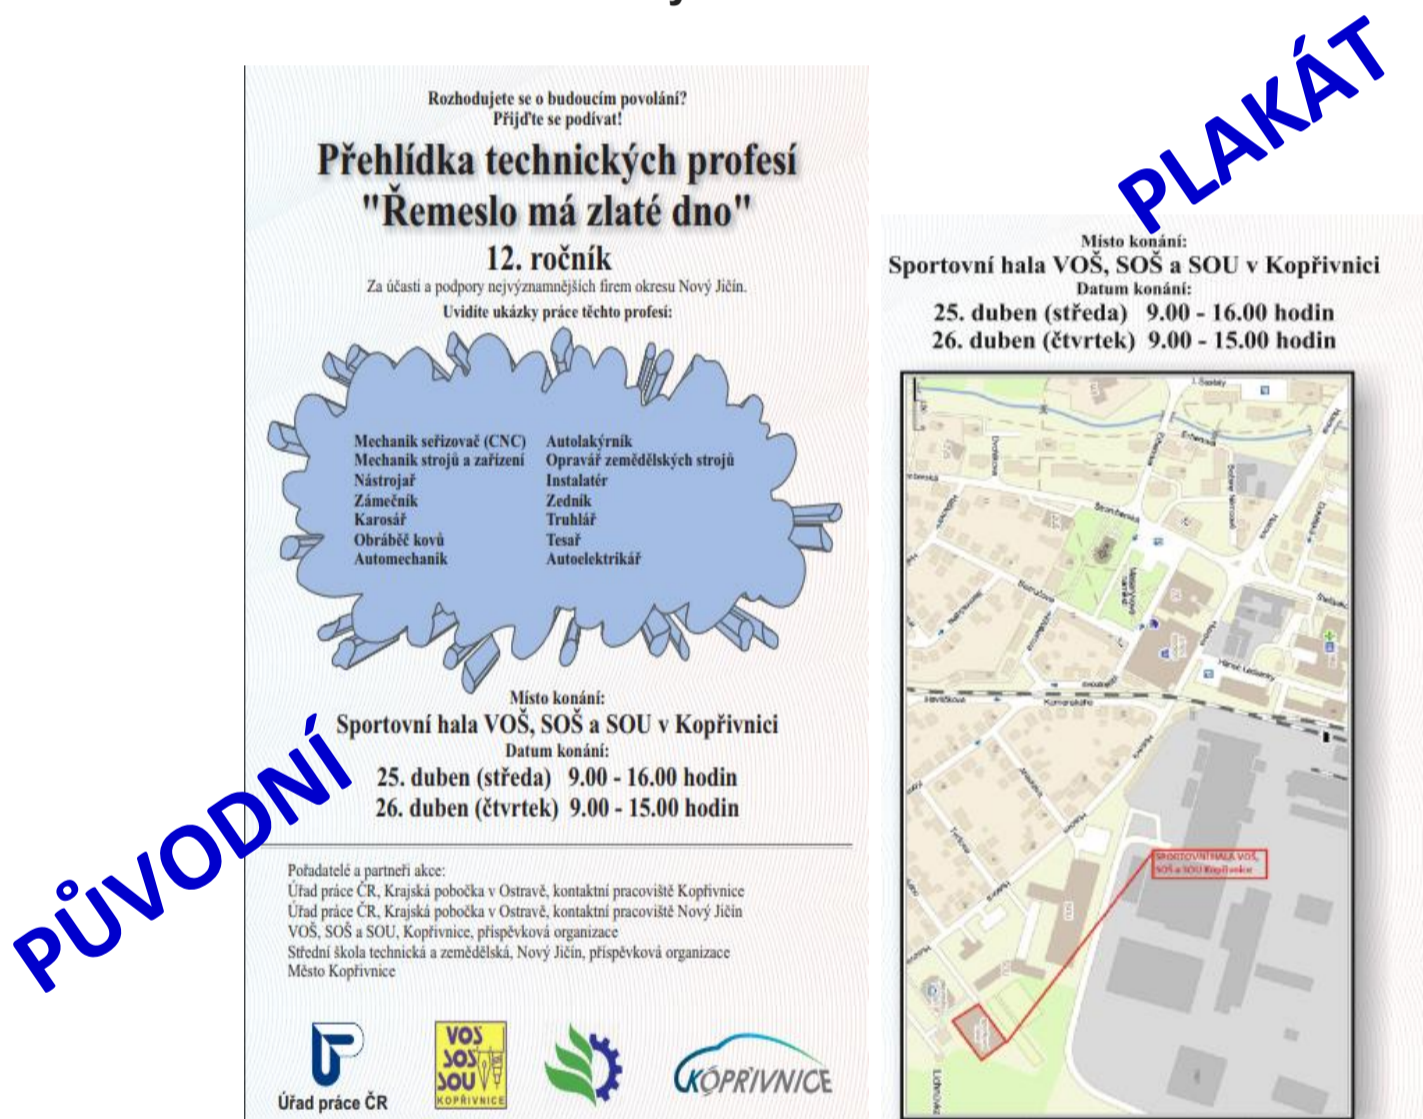 PLAKÁT
PŮVODNÍ
Rozhodujete se o budoucím povolání?
Přijďte se podívat!
Přehlídka technických profesí
"Řemeslo má zlaté dno"
12. ročník
Za účasti a podpory nejvýznamnějších firem okresu Nový Jičín.
Uvidíte ukázky práce těchto profesí:
Mechanik seřizovač (CNC)
Mechanik strojů a zařízení
Nástrojař
Zámečník
Karosář
Obráběč kovů
Automechanik
Autolakýrník
Opravář zemědělských strojů
Instalatér
Zedník
Truhlář
Tesař
Autoelektrikář
Místo konání:
Sportovní hala VOŠ, SOŠ a SOU v Kopřivnici
Datum konání:
25. duben (středa) 9.00 - 16.00 hodin
26. duben (čtvrtek) 9.00 - 15.00 hodin
Pořadatelé a partneři akce:
Úřad práce ČR, Krajská pobočka v Ostravě, kontaktní pracoviště Kopřivnice
Úřad práce ČR, Krajská pobočka v Ostravě, kontaktní pracoviště Nový Jičín
VOŠ, SOŠ a SOU, Kopřivnice, příspěvková organizace
Střední škola technická a zemědělská, Nový Jičín, příspěvková organizace
Město Kopřivnice
Úřad práce ČR
VOŠ
SOŠ
SOU
KOPŘIVNICE
KOPŘIVNICE
Místo konání:
Sportovní hala VOŠ, SOŠ a SOU v Kopřivnici
Datum konání:
25. duben (středa) 9.00 - 16.00 hodin
26. duben (čtvrtek) 9.00 - 15.00 hodin
Havlíčkova
Komenského
SPORTOVNÍ HALA VOŠ,
SOŠ a SOU Kopřivnice